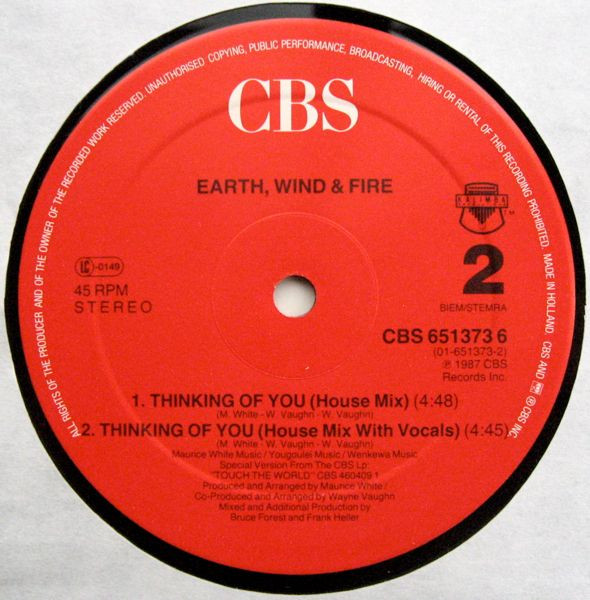 ALL RIGHTS OF THE PRODUCER AND OF THE OWNER OF THE RECORDED WORK RESERVED. UNAUTHORISED COPYING, PUBLIC PERFORMANCE, BROADCASTING, HIRING OR RENTAL OF THIS RECORDING PROHIBITED. MADE IN HOLLAND. CBS AND ® CBS INC.
CBS
EARTH, WIND & FIRE
KALIMBA
TM
LC-0149
2
45 RPM
STEREO
BIEM/STEMRA
CBS 651373 6
(01-651373-2)
℗ 1987 CBS
Records Inc.
1. THINKING OF YOU (House Mix) (4:48)
(M. White - W. Vaughn - W. Vaughn)
2. THINKING OF YOU (House Mix With Vocals) (4:45)
(M. White - W. Vaughn - W. Vaughn)
Maurice White Music / Yougoulei Music / Wenkewa Music
Special Version From The CBS Lp:
"TOUCH THE WORLD" CBS 460409 1
Produced and Arranged by Maurice White /
Co-Produced and Arranged by Wayne Vaughn
Mixed and Additional Production by
Bruce Forest and Frank Heller